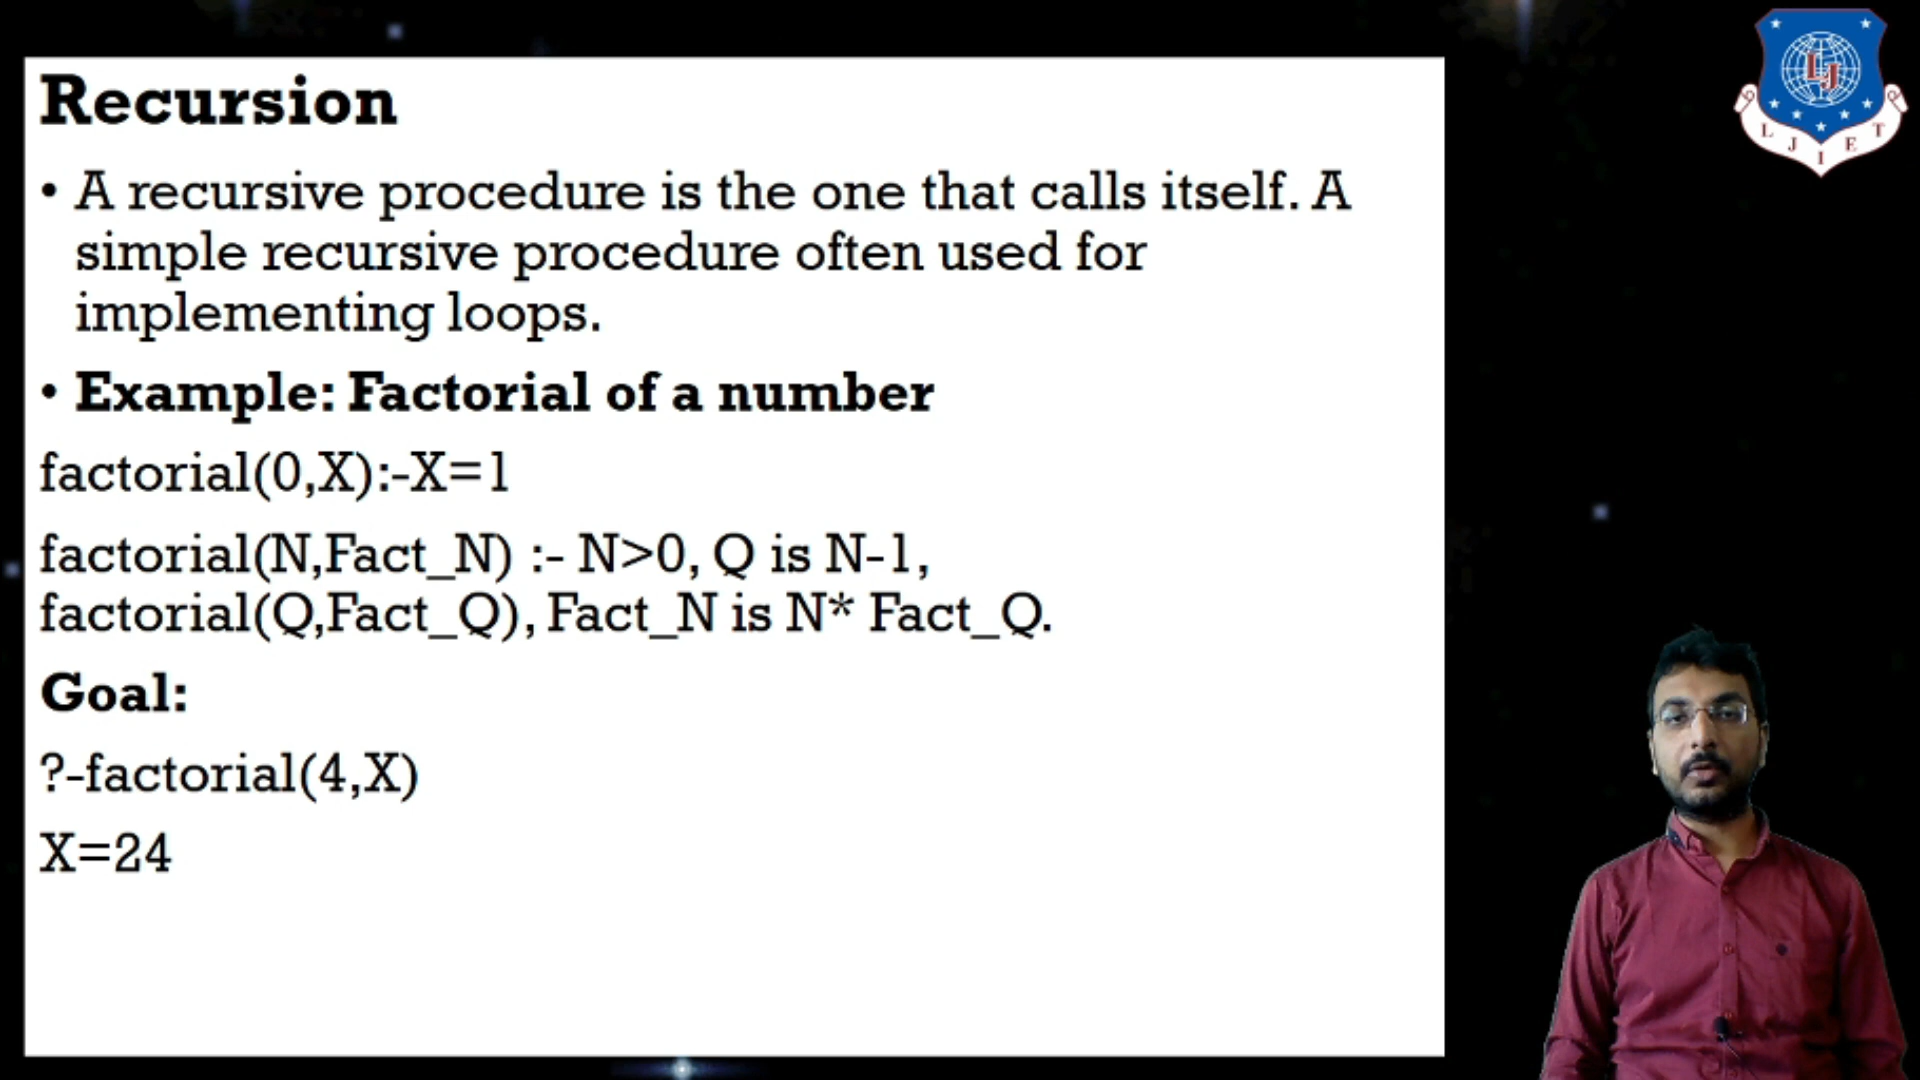 Recursion
• A recursive procedure is the one that calls itself. A
simple recursive procedure often used for
implementing loops.
• Example: Factorial of a number
factorial(0,X):-X=1
factorial(N,Fact_N) :- N>0, Q is N-1,
factorial(Q,Fact_Q), Fact_N is N* Fact_Q.
Goal:
?-factorial(4,X)
X=24
LJ
L J I E T